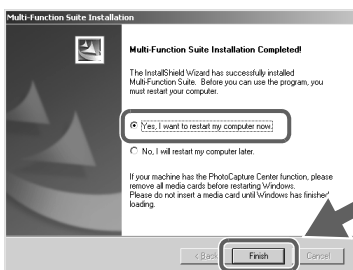 Multi-Function Suite Installation
Multi-Function Suite Installation Completed!
The InstallShield Wizard has successfully installed
Multi-Function Suite. Before you can use the program, you
must restart your computer.
Yes, I want to restart my computer now.
No, I will restart my computer later.
If your machine has the PhotoCapture Center function, please
remove all media cards before restarting Windows.
Please do not insert a media card until Windows has finished
loading.
< Back
Finish
Cancel